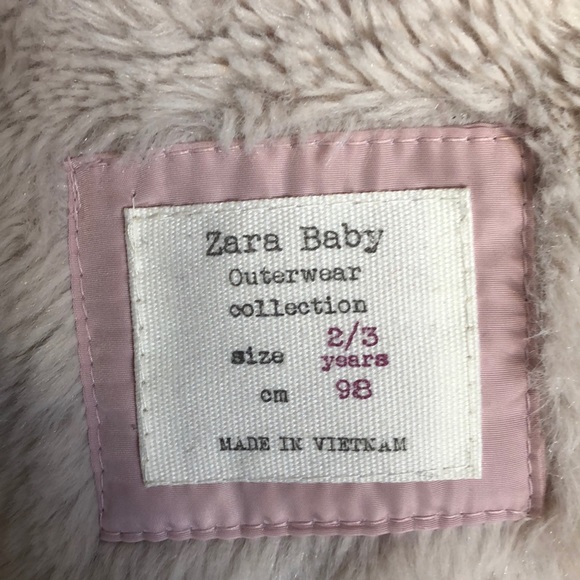 Zara Baby
Outerwear
collection
size 2/3 years
cm 98
MADE IN VIETNAM